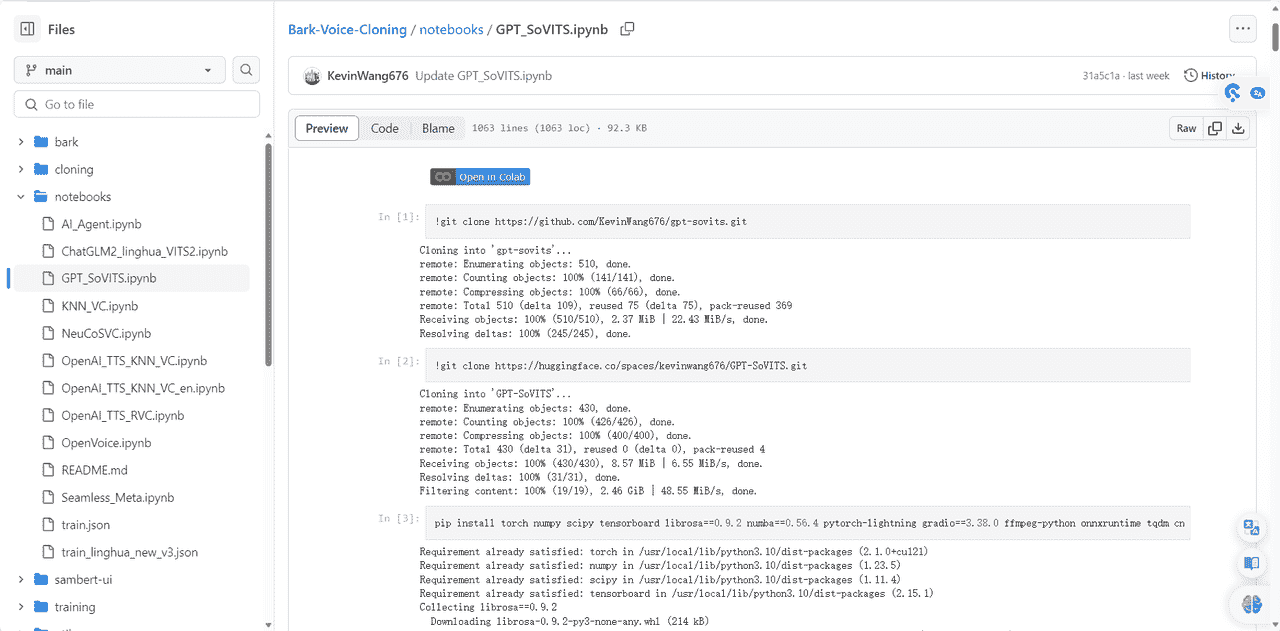 Files
main
Go to file
bark
cloning
notebooks
AI_Agent.ipynb
ChatGLM2_linghua_VITS2.ipynb
GPT_SoVITS.ipynb
KNN_VC.ipynb
NeuCoSVC.ipynb
OpenAI_TTS_KNN_VC.ipynb
OpenAI_TTS_KNN_VC_en.ipynb
OpenAI_TTS_RVC.ipynb
OpenVoice.ipynb
README.md
Seamless_Meta.ipynb
train.json
train_linghua_new_v3.json
sambert-ui
training
Bark-Voice-Cloning / notebooks / GPT_SoVITS.ipynb
KevinWang676 Update GPT_SoVITS.ipynb
31a5c1a · last week
History
Preview Code Blame 1063 lines (1063 loc) · 92.3 KB
Raw
Open in Colab
In [1]: !git clone https://github.com/KevinWang676/gpt-sovits.git
Cloning into 'gpt-sovits'...
remote: Enumerating objects: 510, done.
remote: Counting objects: 100% (141/141), done.
remote: Compressing objects: 100% (66/66), done.
remote: Total 510 (delta 109), reused 75 (delta 75), pack-reused 369
Receiving objects: 100% (510/510), 2.37 MiB | 22.43 MiB/s, done.
Resolving deltas: 100% (245/245), done.
In [2]: !git clone https://huggingface.co/spaces/kevinwang676/GPT-SoVITS.git
Cloning into 'GPT-SoVITS'...
remote: Enumerating objects: 430, done.
remote: Counting objects: 100% (426/426), done.
remote: Compressing objects: 100% (400/400), done.
remote: Total 430 (delta 31), reused 0 (delta 0), pack-reused 4
Receiving objects: 100% (430/430), 8.57 MiB | 6.55 MiB/s, done.
Resolving deltas: 100% (31/31), done.
Filtering content: 100% (19/19), 2.46 GiB | 48.55 MiB/s, done.
In [3]: pip install torch numpy scipy tensorboard librosa==0.9.2 numba==0.56.4 pytorch-lightning gradio==3.38.0 ffmpeg-python onnxruntime tqdm cn
Requirement already satisfied: torch in /usr/local/lib/python3.10/dist-packages (2.1.0+cu121)
Requirement already satisfied: numpy in /usr/local/lib/python3.10/dist-packages (1.23.5)
Requirement already satisfied: scipy in /usr/local/lib/python3.10/dist-packages (1.11.4)
Requirement already satisfied: tensorboard in /usr/local/lib/python3.10/dist-packages (2.15.1)
Collecting librosa==0.9.2
Downloading librosa-0.9.2-py3-none-any.whl (214 kB)